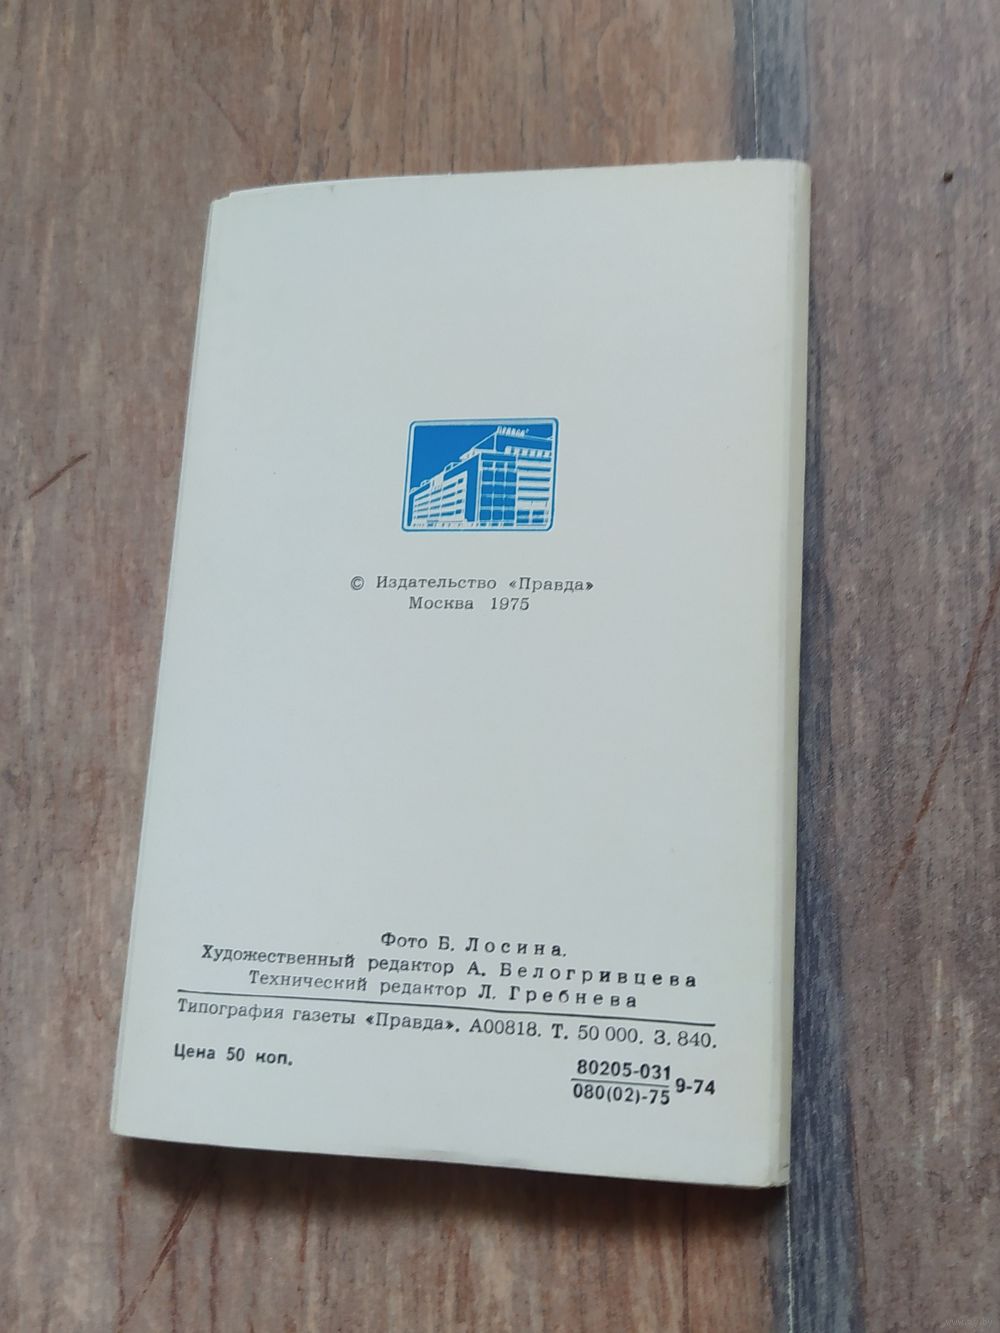 ПРАВДА
© Издательство «Правда»
Москва 1975
Фото Б. Лосина.
Художественный редактор А. Белогривцева
Технический редактор Л. Гребнева
Типография газеты «Правда». А00818. Т. 50 000. З. 840.
Цена 50 коп.
80205-031
080(02)-75
9-74